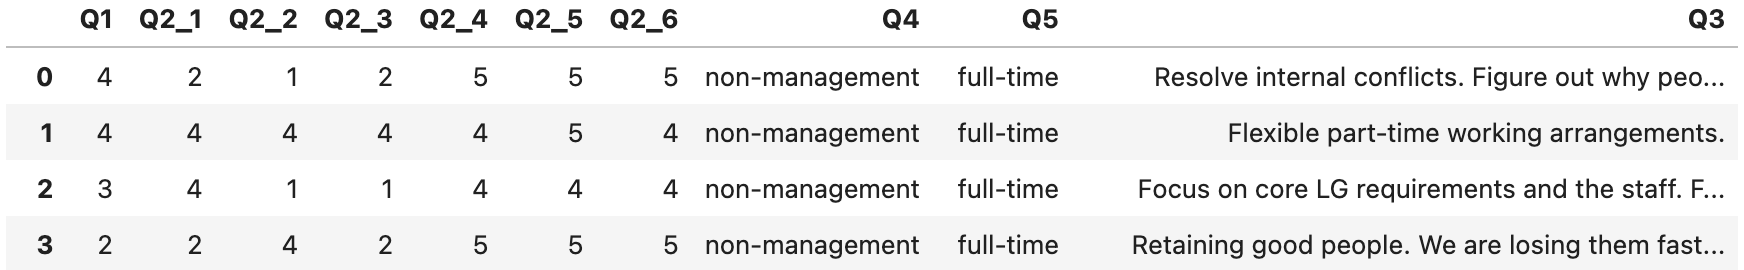 Q1 Q2_1 Q2_2 Q2_3 Q2_4 Q2_5 Q2_6 Q4 Q5 Q3
0 4 2 1 2 5 5 5 non-management full-time Resolve internal conflicts. Figure out why peo...
1 4 4 4 4 4 5 4 non-management full-time Flexible part-time working arrangements.
2 3 4 1 1 4 4 4 non-management full-time Focus on core LG requirements and the staff. F...
3 2 2 4 2 5 5 5 non-management full-time Retaining good people. We are losing them fast...